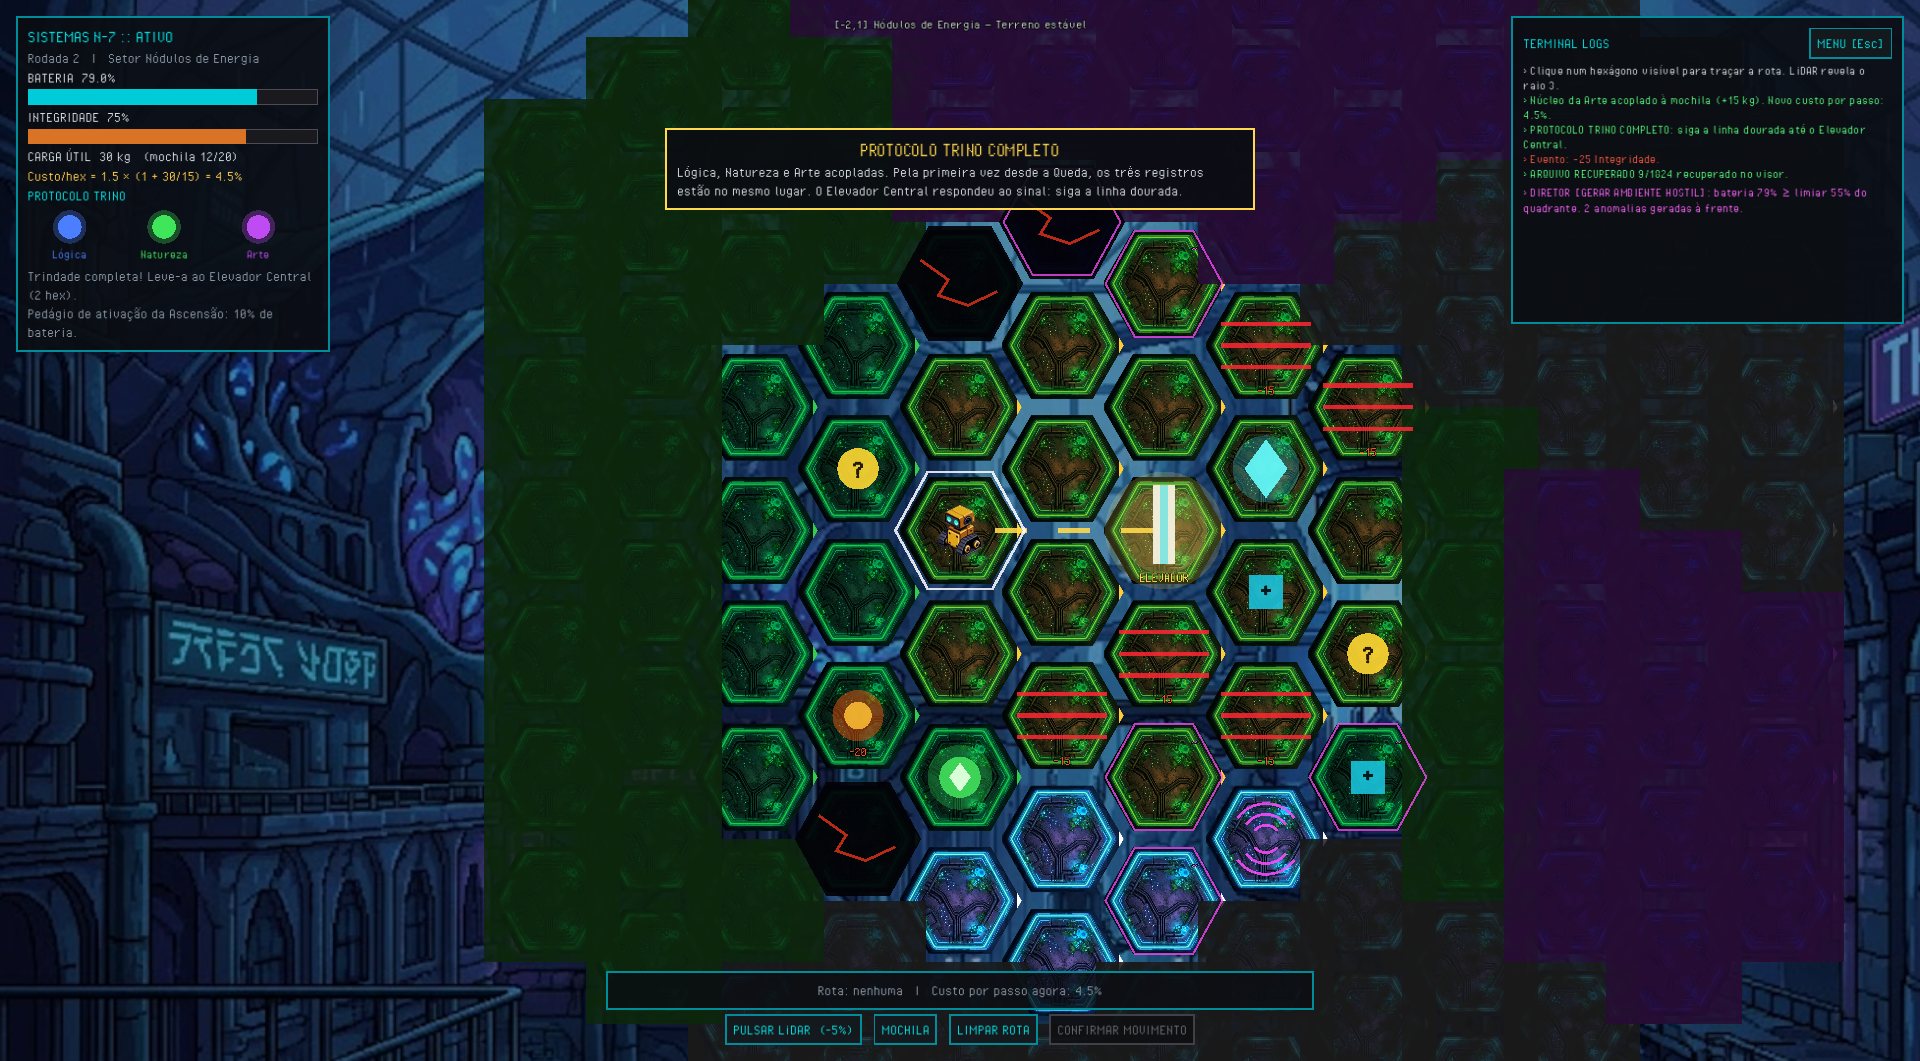 [-2,1] Nódulos de Energia – Terreno estável
SISTEMAS N-7 :: ATIVO
Rodada 2 | Setor Nódulos de Energia
BATERIA 79.0%
INTEGRIDADE 75%
CARGA ÚTIL 30 kg (mochila 12/20)
Custo/hex = 1.5 × (1 + 30/15) = 4.5%
PROTOCOLO TRINO
Lógica Natureza Arte
Trindade completa! Leve-a ao Elevador Central
(2 hex).
Pedágio de ativação da Ascensão: 10% de
bateria.
TERMINAL LOGS
MENU [Esc]
› Clique num hexágono visível para traçar a rota. LiDAR revela o
raio 3.
› Núcleo da Arte acoplado à mochila (+15 kg). Novo custo por passo:
4.5%.
› PROTOCOLO TRINO COMPLETO: siga a linha dourada até o Elevador
Central.
› Evento: -25 Integridade.
› ARQUIVO RECUPERADO 9/1024 recuperado no visor.
› DIRETOR [GERAR AMBIENTE HOSTIL]: bateria 79% ≥ limiar 55% do
quadrante. 2 anomalias geradas à frente.
PROTOCOLO TRINO COMPLETO
Lógica, Natureza e Arte acopladas. Pela primeira vez desde a Queda, os três registros
estão no mesmo lugar. O Elevador Central respondeu ao sinal: siga a linha dourada.
-15
-15
?
ELEVADOR
+
?
-15
-20
-15
-15
+
Rota: nenhuma | Custo por passo agora: 4.5%
PULSAR LiDAR (-5%)
MOCHILA
LIMPAR ROTA
CONFIRMAR MOVIMENTO